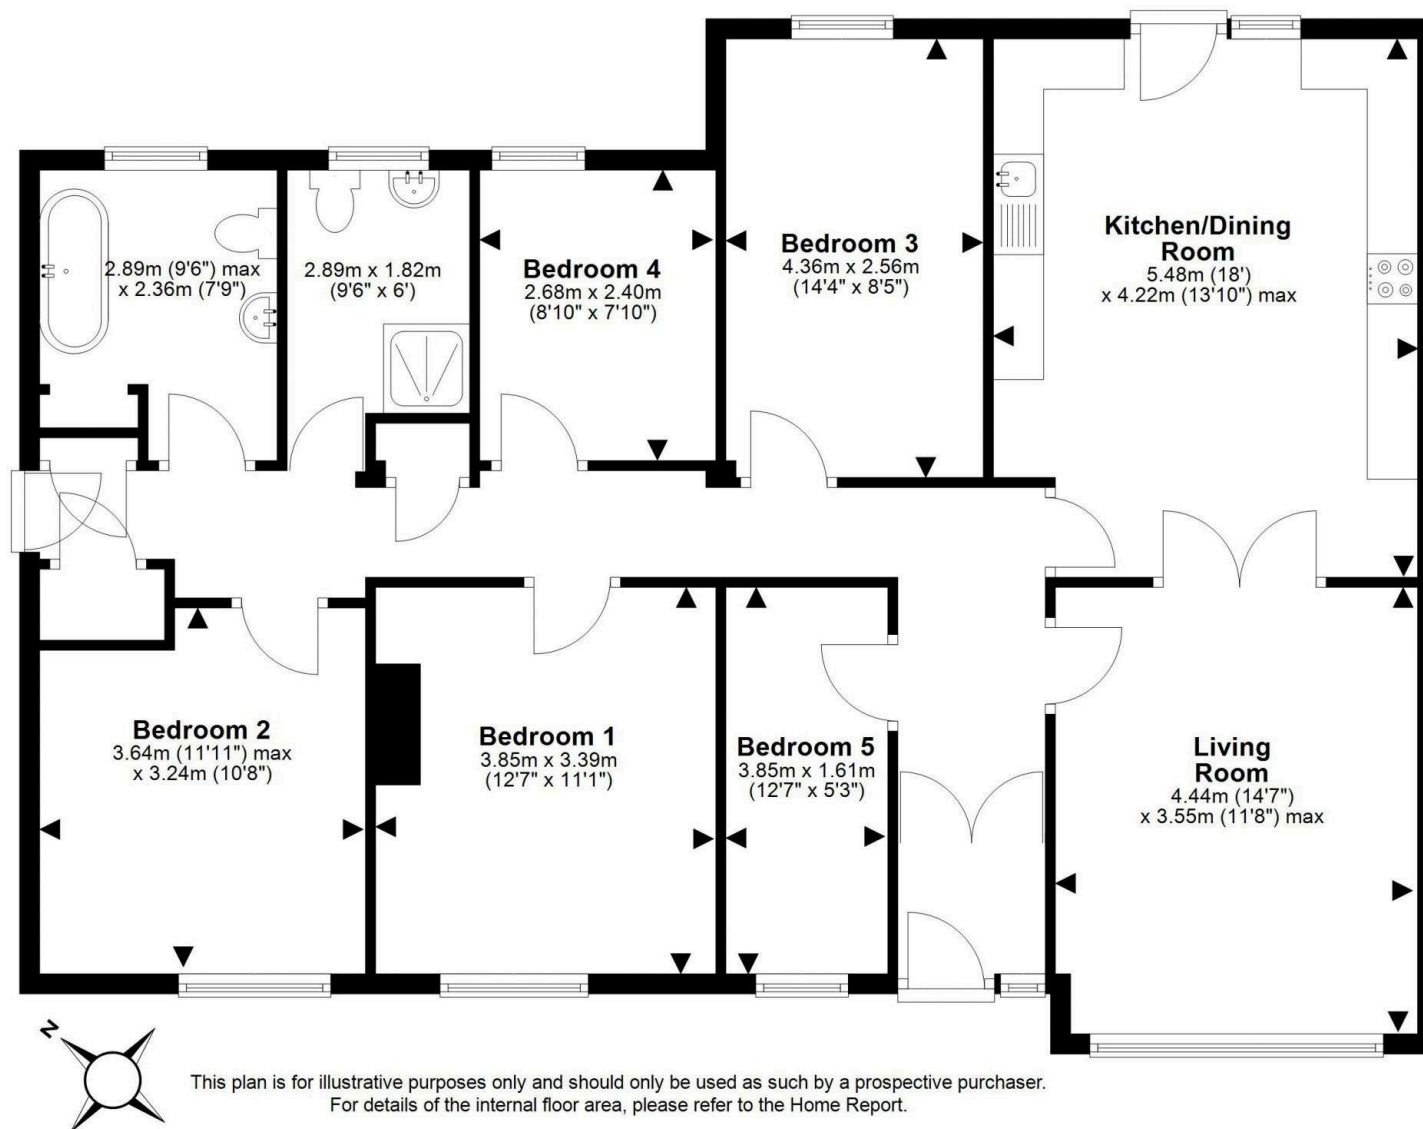 2.89m (9'6") max
x 2.36m (7'9")
2.89m x 1.82m
(9'6" x 6')
Bedroom 4
2.68m x 2.40m
(8'10" x 7'10")
Bedroom 3
4.36m x 2.56m
(14'4" x 8'5")
Kitchen/Dining
Room
5.48m (18')
x 4.22m (13'10") max
Bedroom 2
3.64m (11'11") max
x 3.24m (10'8")
Bedroom 1
3.85m x 3.39m
(12'7" x 11'1")
Bedroom 5
3.85m x 1.61m
(12'7" x 5'3")
Living
Room
4.44m (14'7")
x 3.55m (11'8") max
N
This plan is for illustrative purposes only and should only be used as such by a prospective purchaser.
For details of the internal floor area, please refer to the Home Report.